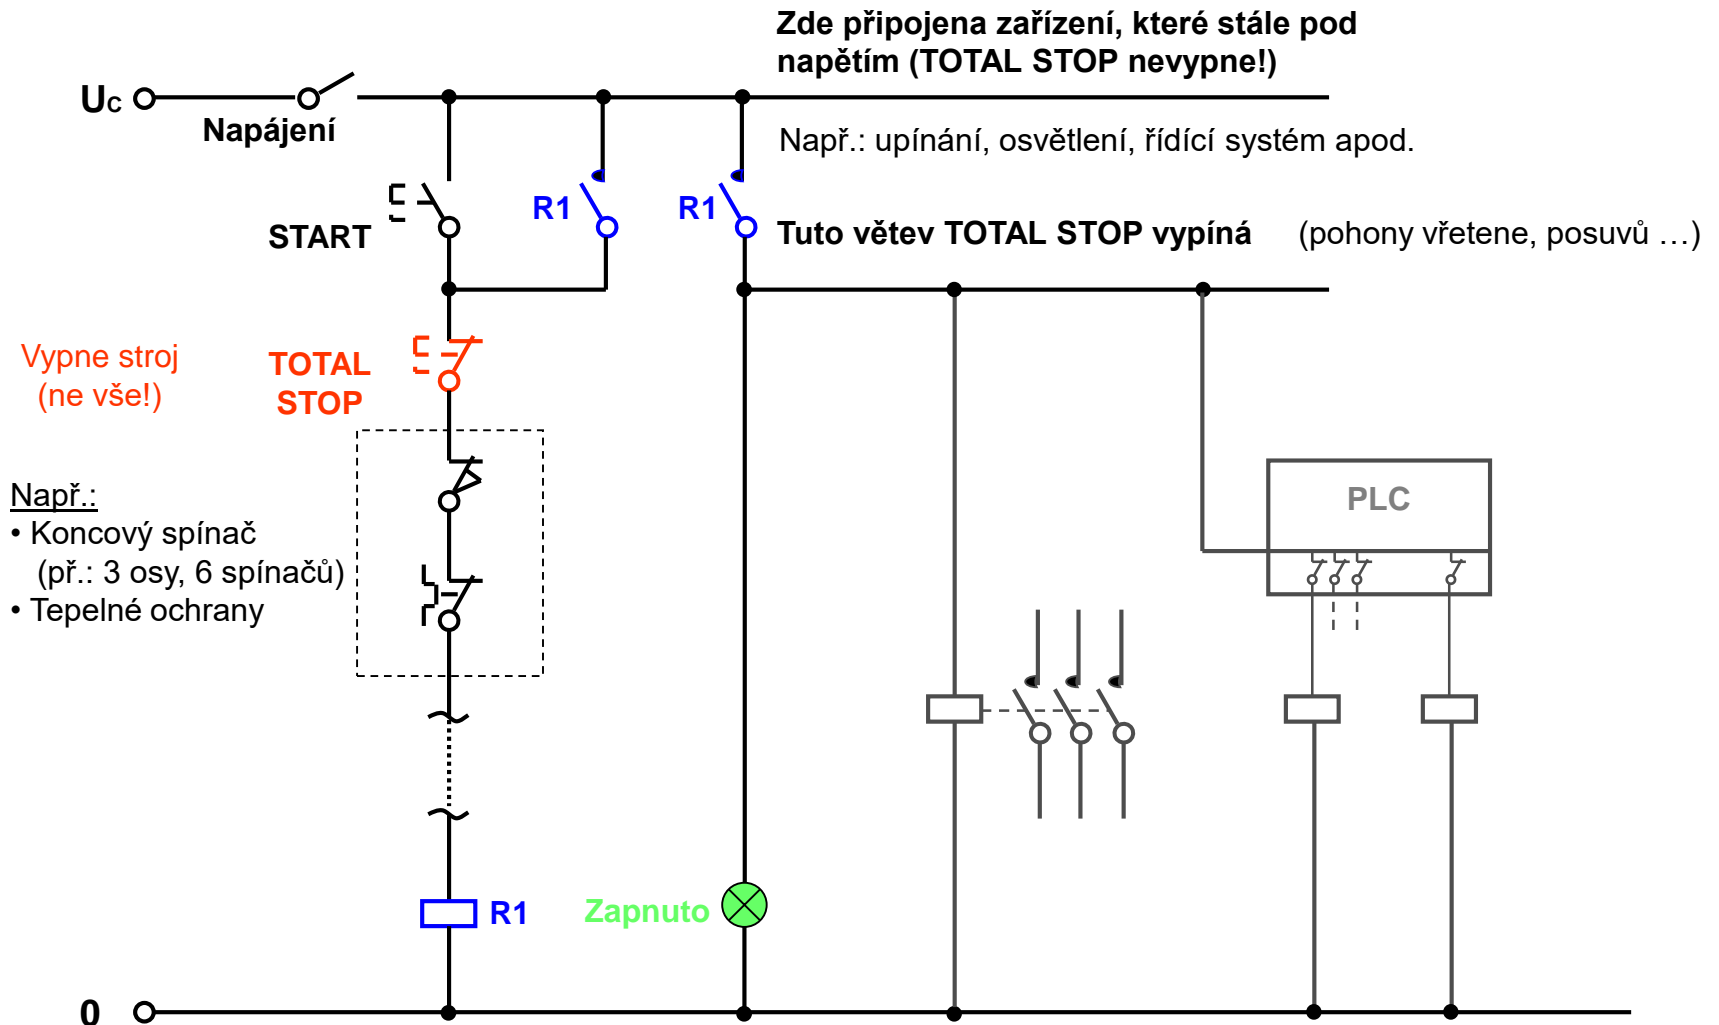 Zde připojena zařízení, které stále pod
napětím (TOTAL STOP nevypne!)
Uc
Napájení
Např.: upínání, osvětlení, řídící systém apod.
START
R1
R1
Tuto větev TOTAL STOP vypíná (pohony vřetene, posuvů …)
Vypne stroj
(ne vše!)
TOTAL
STOP
Např.:
• Koncový spínač
(př.: 3 osy, 6 spínačů)
• Tepelné ochrany
PLC
R1
Zapnuto
0